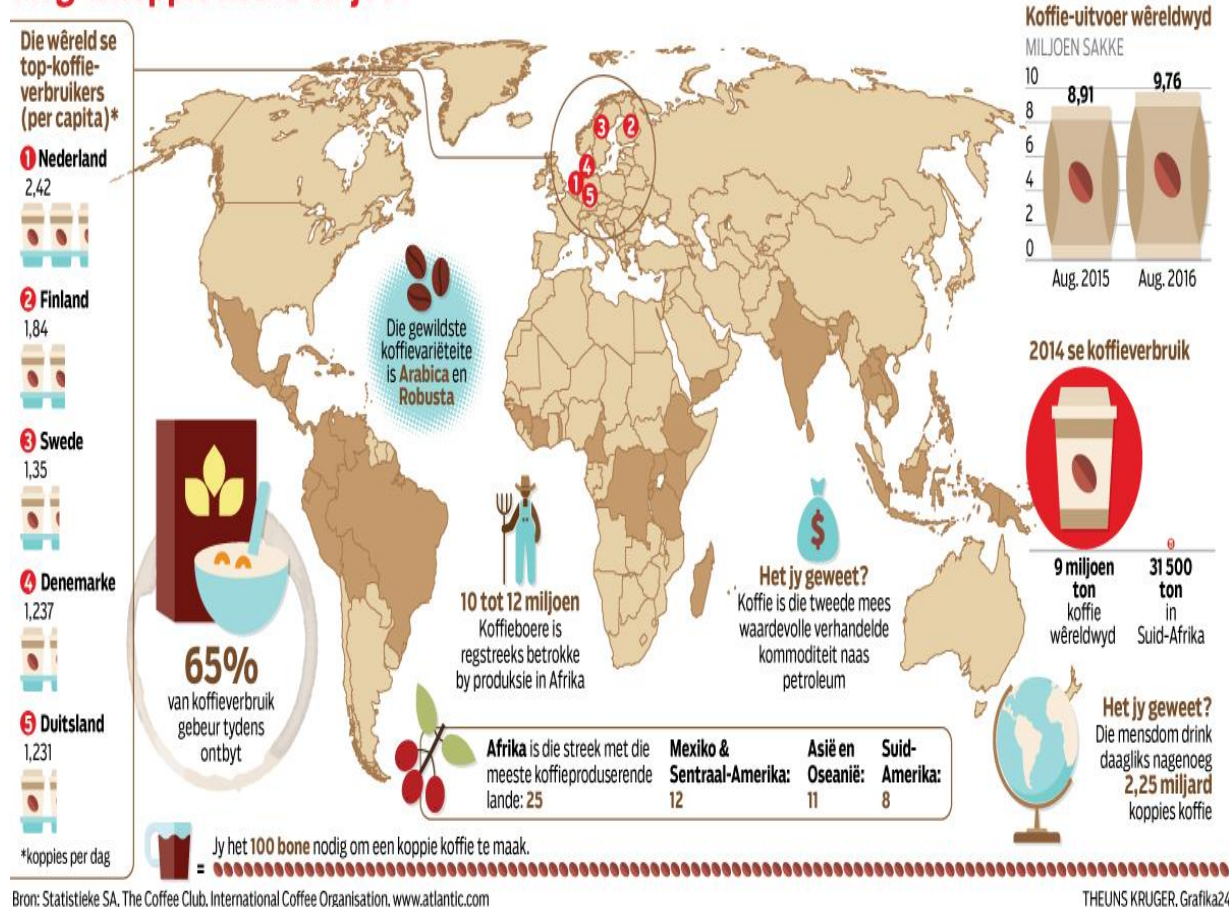 Die wêreld se
top-koffie-
verbruikers
(per capita)*
1 Nederland
2,42
2 Finland
1,84
3 Swede
1,35
4 Denemarke
1,237
5 Duitsland
1,231
*koppies per dag
3
2
4
1
5
Die gewildste
koffievariëteite
is Arabica en
Robusta
65%
van koffieverbruik
gebeur tydens
ontbyt
10 tot 12 miljoen
Koffieboere is
regstreeks betrokke
by produksie in Afrika
$
Het jy geweet?
Koffie is die tweede mees
waardevolle verhandelde
kommoditeit naas
petroleum
Koffie-uitvoer wêreldwyd
MILJOEN SAKKE
10
8
6
4
2
0
8,91
9,76
Aug. 2015
Aug. 2016
2014 se koffieverbruik
9 miljoen
ton
koffie
wêreldwyd
31 500
ton
in
Suid-Afrika
Het jy geweet?
Die mensdom drink
daagliks nagenoeg
2,25 miljard
koppies koffie
Afrika is die streek met die
meeste koffieproduserende
lande: 25
Mexiko &
Sentraal-Amerika:
12
Asië en
Oseanië:
11
Suid-
Amerika:
8
Jy het 100 bone nodig om een koppie koffie te maak.
=
Bron: Statistieke SA, The Coffee Club, International Coffee Organisation, www.atlantic.com
THEUNS KRUGER, Grafika24